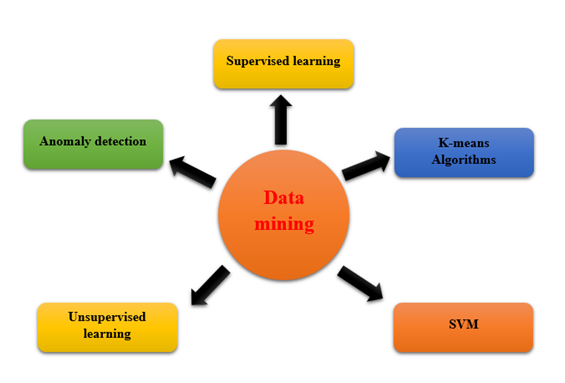 Supervised learning
Anomaly detection
K-means
Algorithms
Data
mining
Unsupervised
learning
SVM